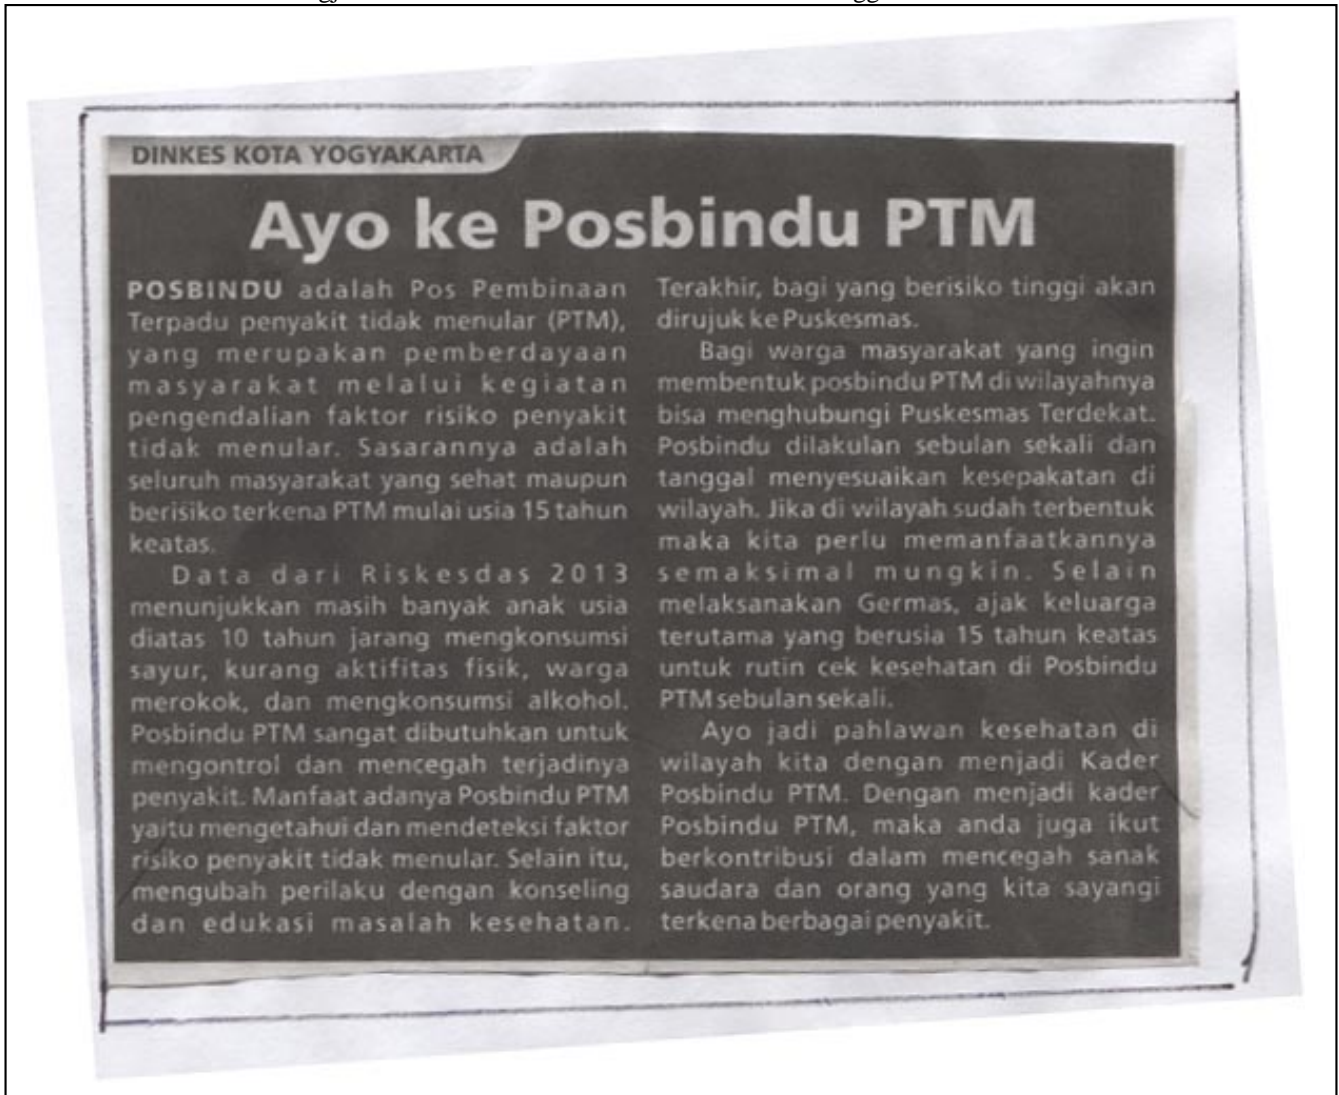 DINKES KOTA YOGYAKARTA
Ayo ke Posbindu PTM
POSBINDU adalah Pos Pembinaan
Terpadu penyakit tidak menular (PTM),
yang merupakan pemberdayaan
masyarakat melalui kegiatan
pengendalian faktor risiko penyakit
tidak menular. Sasarannya adalah
seluruh masyarakat yang sehat maupun
berisiko terkena PTM mulai usia 15 tahun
keatas.
Data dari Riskesdas 2013
menunjukkan masih banyak anak usia
diatas 10 tahun jarang mengkonsumsi
sayur, kurang aktifitas fisik, warga
merokok, dan mengkonsumsi alkohol.
Posbindu PTM sangat dibutuhkan untuk
mengontrol dan mencegah terjadinya
penyakit. Manfaat adanya Posbindu PTM
yaitu mengetahui dan mendeteksi faktor
risiko penyakit tidak menular. Selain itu,
mengubah perilaku dengan konseling
dan edukasi masalah kesehatan.
Terakhir, bagi yang berisiko tinggi akan
dirujuk ke Puskesmas.
Bagi warga masyarakat yang ingin
membentuk posbindu PTM di wilayahnya
bisa menghubungi Puskesmas Terdekat.
Posbindu dilakulan sebulan sekali dan
tanggal menyesuaikan kesepakatan di
wilayah. Jika di wilayah sudah terbentuk
maka kita perlu memanfaatkannya
semaksimal mungkin. Selain
melaksanakan Germas, ajak keluarga
terutama yang berusia 15 tahun keatas
untuk rutin cek kesehatan di Posbindu
PTM sebulan sekali.
Ayo jadi pahlawan kesehatan di
wilayah kita dengan menjadi Kader
Posbindu PTM. Dengan menjadi kader
Posbindu PTM, maka anda juga ikut
berkontribusi dalam mencegah sanak
saudara dan orang yang kita sayangi
terkena berbagai penyakit.